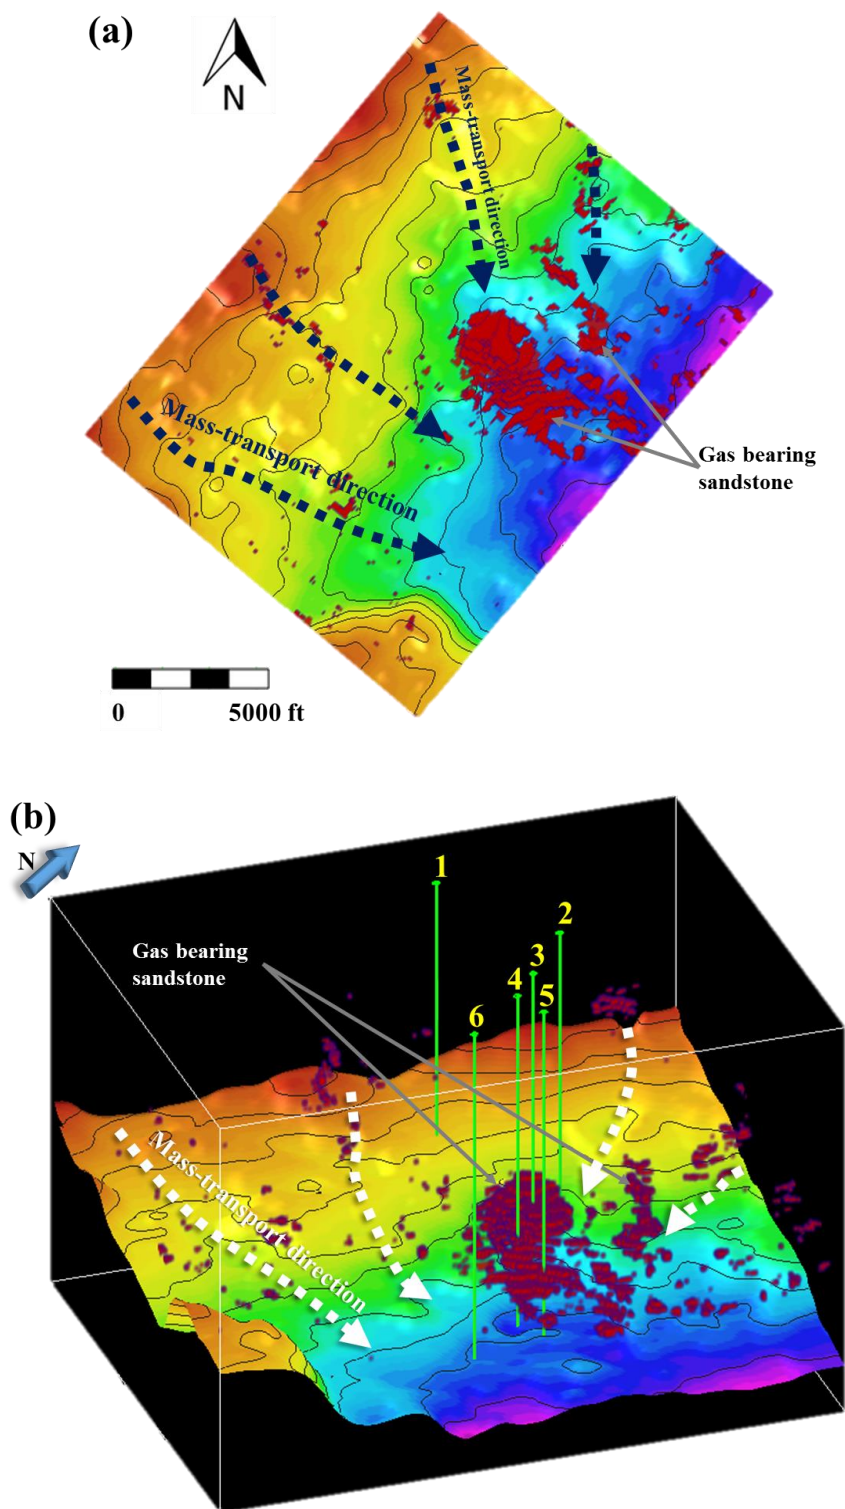 (a)
N
Mass-transport direction
Mass-transport direction
Gas bearing
sandstone
0 5000 ft
(b)
N
1
2
Gas bearing
sandstone
3
4
5
6
Mass-transport direction